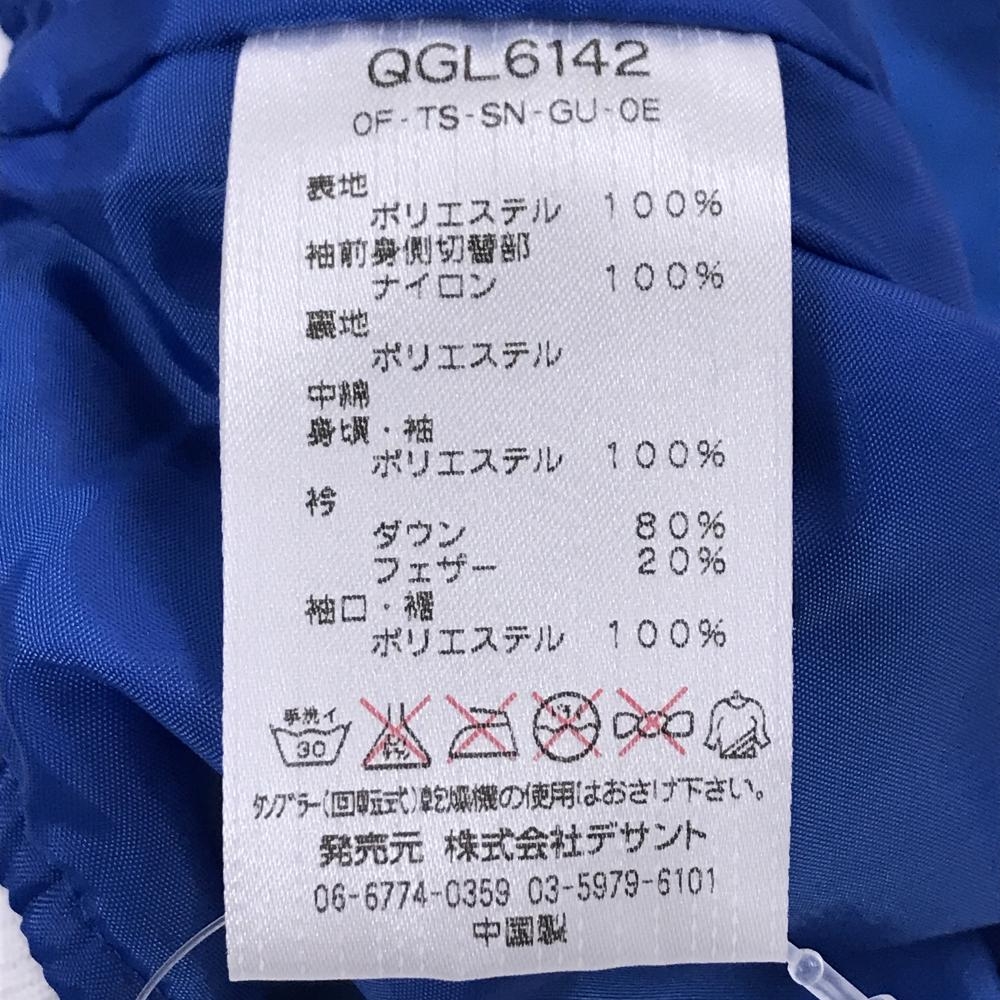 QGL6142
OF-TS-SN-GU-OE
表地
ポリエステル 100%
袖前身側切替部
ナイロン 100%
裏地
ポリエステル
中綿
身頃・袖
ポリエステル 100%
衿
ダウン 80%
フェザー 20%
袖口・裾
ポリエステル 100%
手洗イ
30
タンブラー(回転式)乾燥機の使用はおさけ下さい。
発売元 株式会社デサント
06-6774-0359 03-5979-6101
中国製